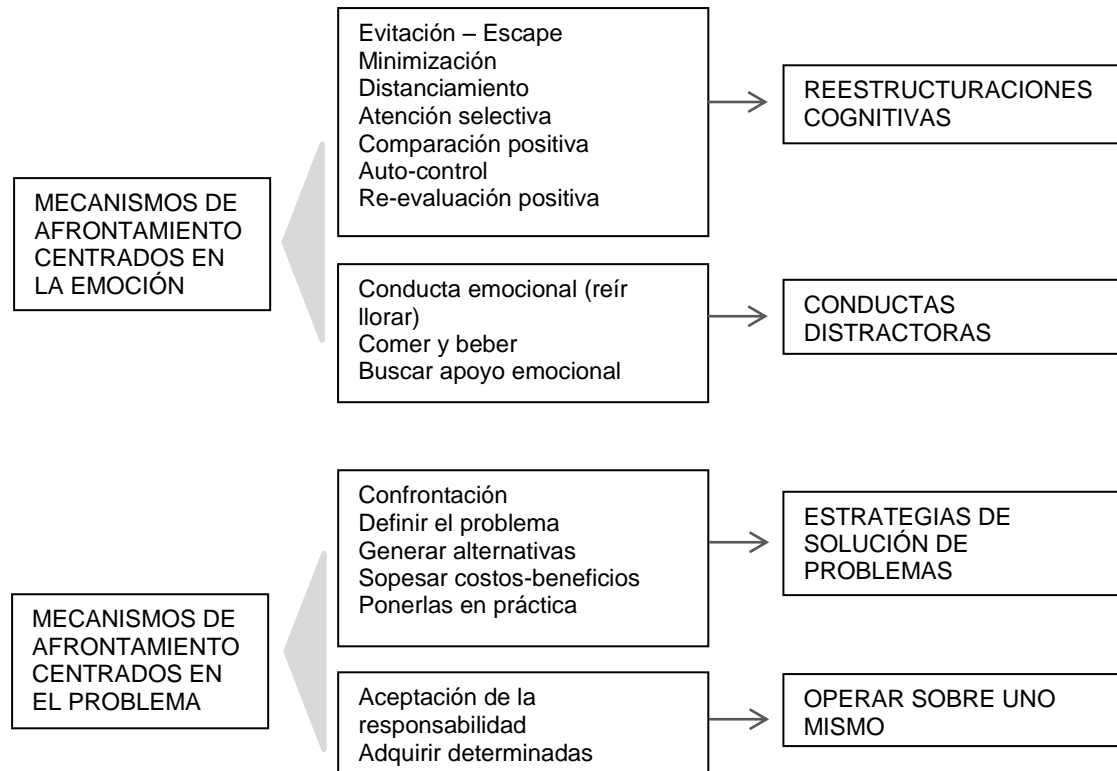 MECANISMOS DE
AFRONTAMIENTO
CENTRADOS EN
LA EMOCIÓN
Evitación – Escape
Minimización
Distanciamiento
Atención selectiva
Comparación positiva
Auto-control
Re-evaluación positiva
REESTRUCTURACIONES
COGNITIVAS
Conducta emocional (reír
llorar)
Comer y beber
Buscar apoyo emocional
CONDUCTAS
DISTRACTORAS
MECANISMOS DE
AFRONTAMIENTO
CENTRADOS EN
EL PROBLEMA
Confrontación
Definir el problema
Generar alternativas
Sopesar costos-beneficios
Ponerlas en práctica
ESTRATEGIAS DE
SOLUCIÓN DE
PROBLEMAS
Aceptación de la
responsabilidad
Adquirir determinadas
OPERAR SOBRE UNO
MISMO